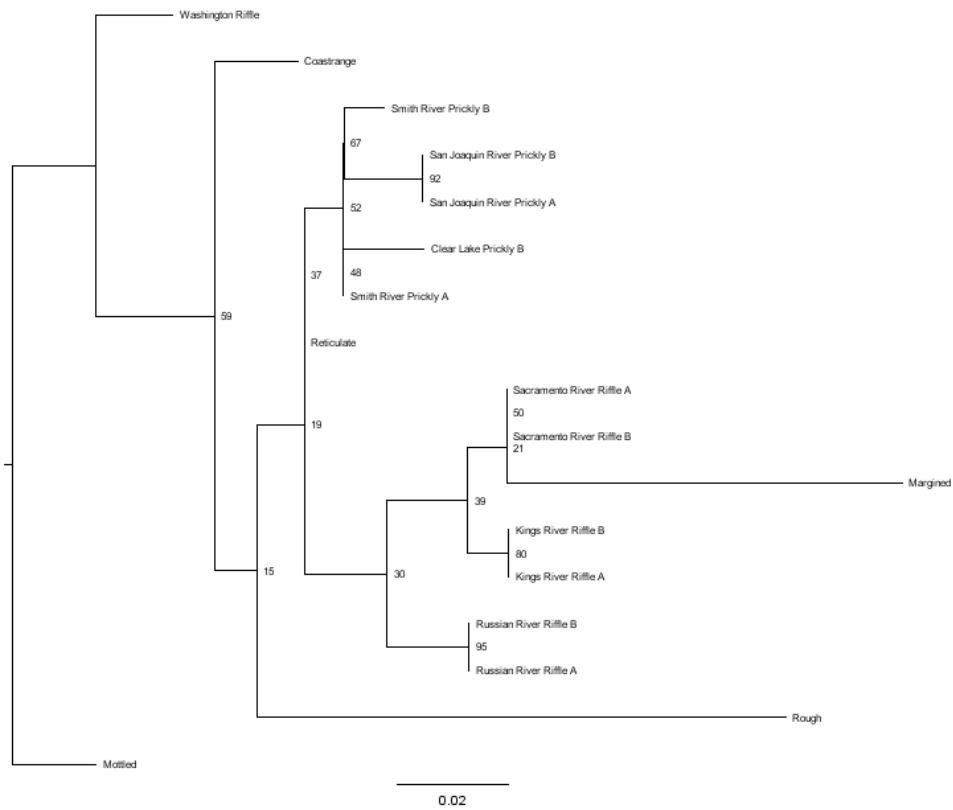 Washington Riffle
Coastrange
Smith River Prickly B
67
San Joaquin River Prickly B
92
San Joaquin River Prickly A
52
Clear Lake Prickly B
48
37
Smith River Prickly A
59
Reticulate
Sacramento River Riffle A
50
19
Sacramento River Riffle B
21
Margined
39
Kings River Riffle B
80
15
30
Kings River Riffle A
Russian River Riffle B
95
Russian River Riffle A
Rough
Mottled
0.02